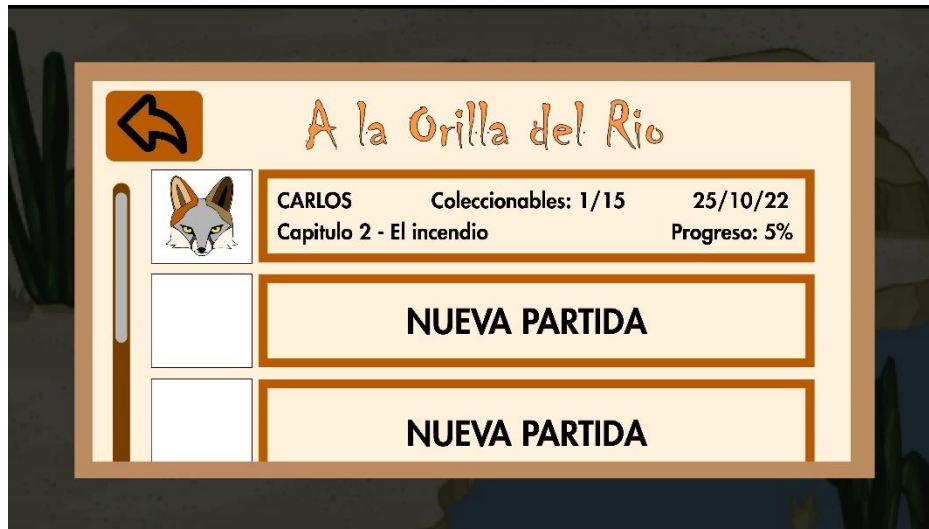 A la Orilla del Rio
CARLOS Coleccionables: 1/15 25/10/22
Capitulo 2 - El incendio Progreso: 5%
NUEVA PARTIDA
NUEVA PARTIDA